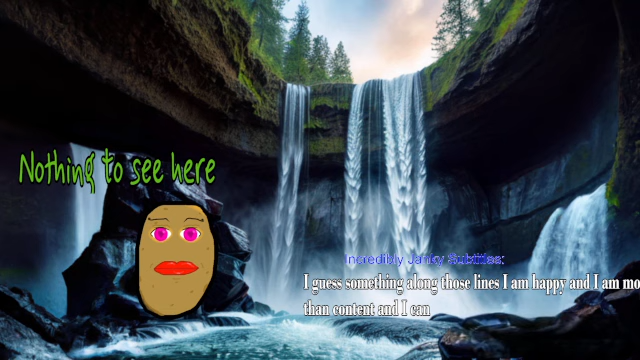 Nothing to see here
Incredibly Janky Subtitles:
I guess something along those lines I am happy and I am mo
than content and I can